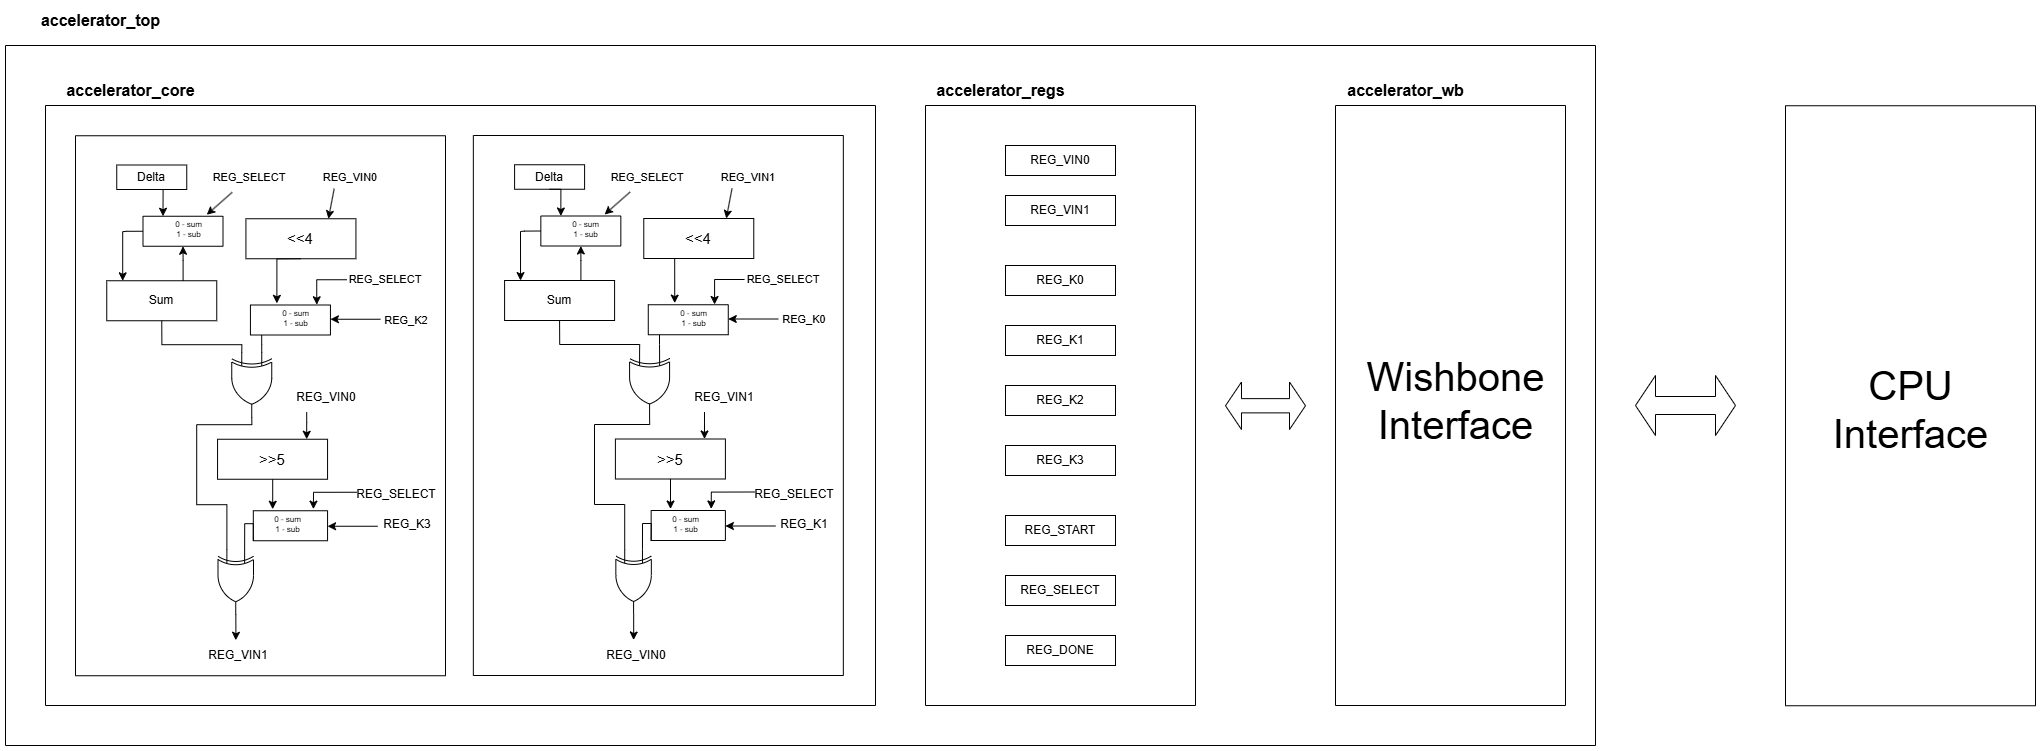 accelerator_top
accelerator_core
Delta
REG_SELECT
REG_VIN0
0 - sum
1 - sub
<<4
REG_SELECT
Sum
0 - sum
1 - sub
REG_K2
REG_VIN0
>>5
REG_SELECT
0 - sum
1 - sub
REG_K3
REG_VIN1
Delta
REG_SELECT
REG_VIN1
0 - sum
1 - sub
<<4
REG_SELECT
Sum
0 - sum
1 - sub
REG_K0
REG_VIN1
>>5
REG_SELECT
0 - sum
1 - sub
REG_K1
REG_VIN0
accelerator_regs
REG_VIN0
REG_VIN1
REG_K0
REG_K1
REG_K2
REG_K3
REG_START
REG_SELECT
REG_DONE
accelerator_wb
Wishbone
Interface
CPU
Interface